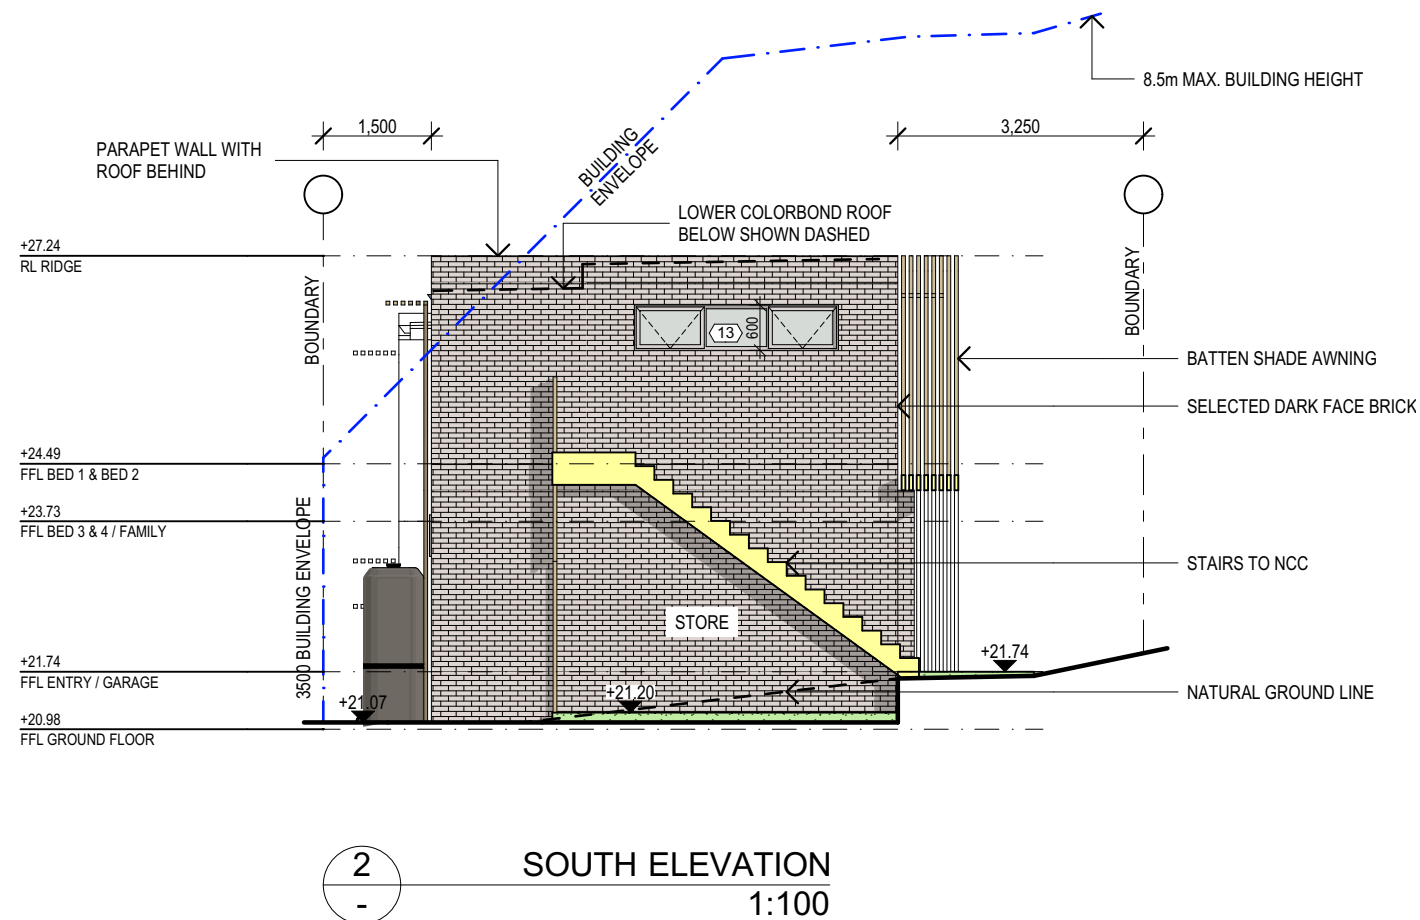 8.5m MAX. BUILDING HEIGHT
1,500
3,250
PARAPET WALL WITH
ROOF BEHIND
BUILDING
ENVELOPE
LOWER COLORBOND ROOF
BELOW SHOWN DASHED
+27.24
RL RIDGE
BOUNDARY
BOUNDARY
13
600
BATTEN SHADE AWNING
SELECTED DARK FACE BRICK
+24.49
FFL BED 1 & BED 2
+23.73
FFL BED 3 & 4 / FAMILY
3500 BUILDING ENVELOPE
STAIRS TO NCC
STORE
+21.74
FFL ENTRY / GARAGE
+21.74
+21.07
+21.20
NATURAL GROUND LINE
+20.98
FFL GROUND FLOOR
2
-
SOUTH ELEVATION
1:100